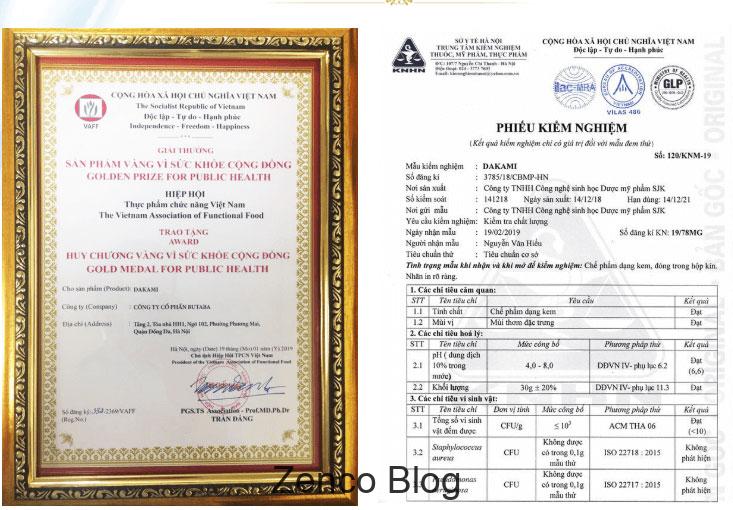 CỘNG HÒA XÃ HỘI CHỦ NGHĨA VIỆT NAM
The Socialist Republic of Vietnam
Độc lập - Tự do - Hạnh phúc
Independence - Freedom - Happiness
VAFF
GIẢI THƯỞNG
SẢN PHẨM VÀNG VÌ SỨC KHỎE CỘNG ĐỒNG
GOLDEN PRIZE FOR PUBLIC HEALTH
HIỆP HỘI
Thực phẩm chức năng Việt Nam
The Vietnam Association of Functional Food
TRAO TẶNG
AWARD
HUY CHƯƠNG VÀNG VÌ SỨC KHỎE CỘNG ĐỒNG
GOLD MEDAL FOR PUBLIC HEALTH
Cho sản phẩm (Product): DAKAMI
Công ty (Company) : CÔNG TY CỔ PHẦN BUTABA
Địa chỉ (Address) : Tầng 2, Tòa nhà HH1, Ngõ 102, Phường Phương Mai,
Quận Đống Đa, Hà Nội
Hà Nội, ngày (Date) 19 tháng (Mo) 01 năm (Y) 2019
Chủ tịch Hiệp Hội TPCN Việt Nam
President of the Vietnam Association of Functional Food
Số đăng ký: 2369/VAFF
(Reg.No.)
PGS.TS Association - Prof.MD.Ph.Dr
TRẦN ĐÁNG
KNHN
SỞ Y TẾ HÀ NỘI
TRUNG TÂM KIỂM NGHIỆM
THUỐC, MỸ PHẨM, THỰC PHẨM
Đ/C: 107/7 Nguyễn Chí Thanh - Hà Nội
CỘNG HÒA XÃ HỘI CHỦ NGHĨA VIỆT NAM
Độc lập - Tự do - Hạnh phúc
ilac-MRA
VILAS 486
MINISTRY OF HEALTH
GLP
PHIẾU KIỂM NGHIỆM
(Kết quả kiểm nghiệm chỉ có giá trị đối với mẫu đem thử)
Số: 120/KNM-19
Mẫu kiểm nghiệm : DAKAMI
Số đăng kí : 3785/18/CBMP-HN
Nơi sản xuất : Công ty TNHH Công nghệ sinh học Dược mỹ phẩm SJK
Số kiểm soát : 141218 Ngày sản xuất: 14/12/18 Hạn dùng: 14/12/21
Nơi gửi mẫu : Công ty TNHH Công nghệ sinh học Dược mỹ phẩm SJK
Yêu cầu kiểm nghiệm: Kiểm tra chất lượng
Ngày nhận mẫu : 19/02/2019 Số đăng kí KN: 19/78MG
Người nhận mẫu : Nguyễn Văn Hiếu
Tiêu chuẩn thử : Tiêu chuẩn cơ sở
Tình trạng mẫu khi nhận và khi mở để kiểm nghiệm: Chế phẩm dạng kem, đóng trong hộp kín.
Nhãn in rõ ràng.
1. Các chỉ tiêu cảm quan:
STT Tên tiêu chí Yêu cầu Kết quả
1.1 Tính chất Chế phẩm dạng kem Đạt
1.2 Mùi vị Mùi thơm đặc trưng Đạt
2. Các chỉ tiêu hoá lý:
STT Tên tiêu chí Mức công bố Phương pháp thử Kết quả
2.1 pH ( dung dịch 10% trong nước) 4,0 - 8,0 DĐVN IV- phụ lục 6.2 Đạt (6,6)
2.2 Khối lượng 30g ± 20% DĐVN IV- phụ lục 11.3 Đạt
3. Các chỉ tiêu vi sinh vật:
STT Tên tiêu chí Đơn vị tính Mức công bố Phương pháp thử Kết quả
3.1 Tổng số vi sinh vật đếm được CFU/g ≤ 10³ ACM THA 06 Đạt (<10)
3.2 Staphylococcus aureus CFU Không được có trong 0,1g mẫu thử ISO 22718 : 2015 Không phát hiện
CFU Không được có trong 0,1g mẫu thử ISO 22717 : 2015 Không phát hiện
Zenco Blog